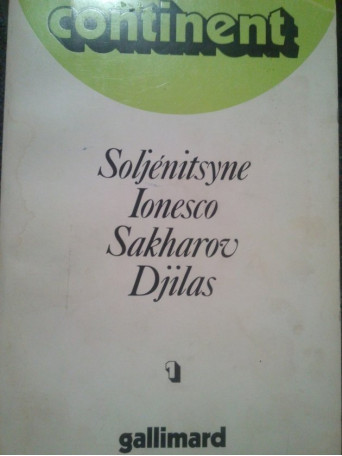 continent
Soljénitsyne
Ionesco
Sakharov
Djilas
1
gallimard